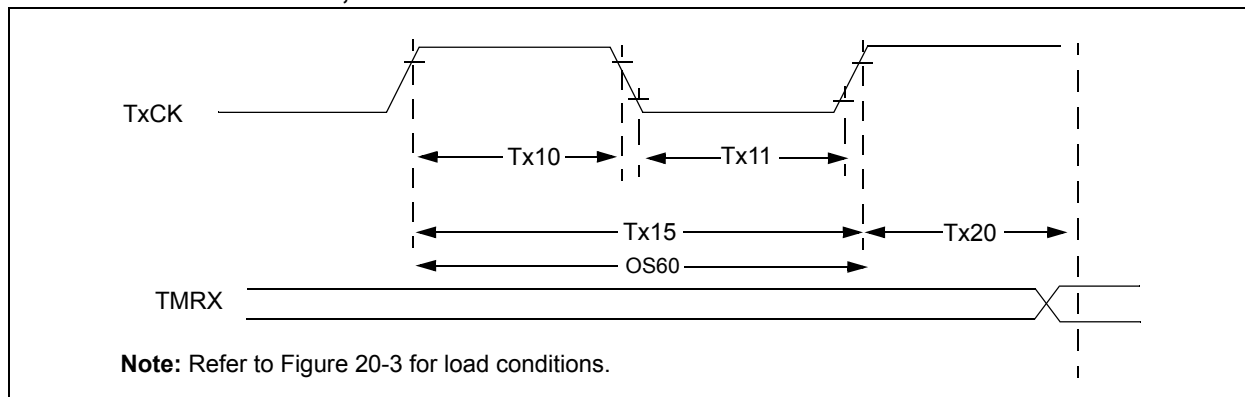 TxCK
Tx10
Tx11
Tx15
Tx20
OS60
TMRX
Note: Refer to Figure 20-3 for load conditions.